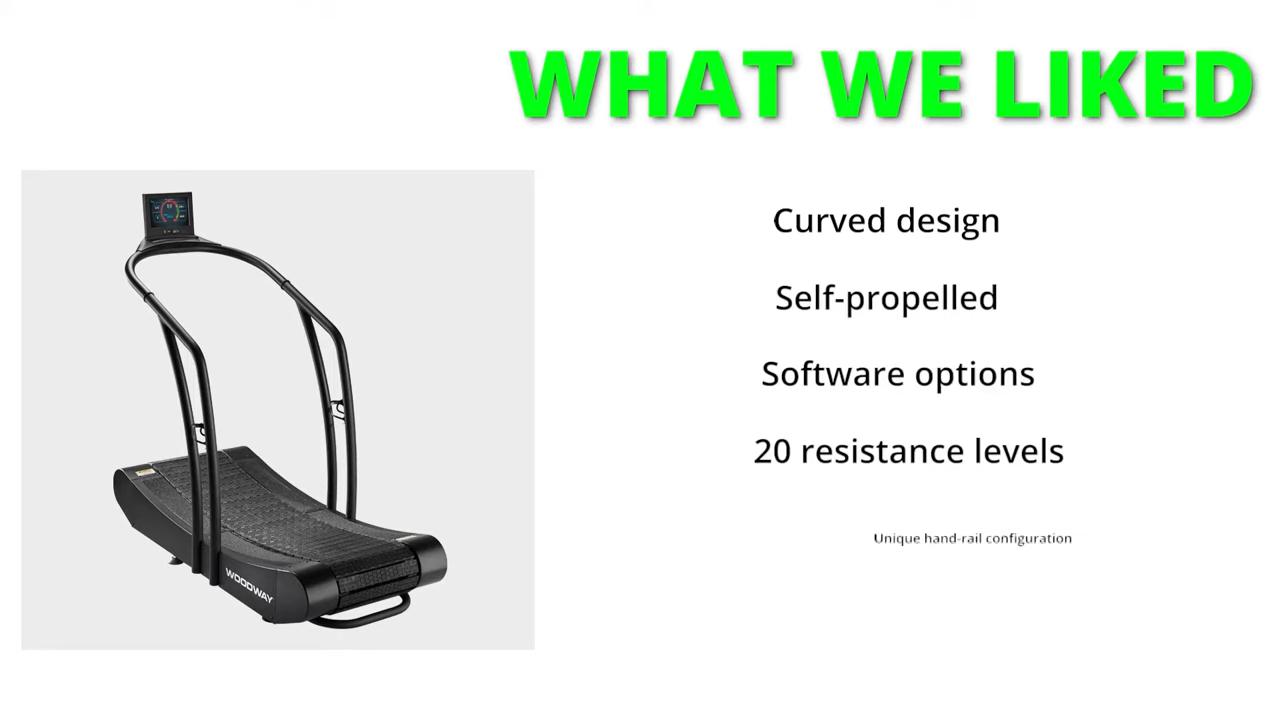 WHAT WE LIKED
Curved design
Self-propelled
Software options
20 resistance levels
Unique hand-rail configuration
WOODWAY